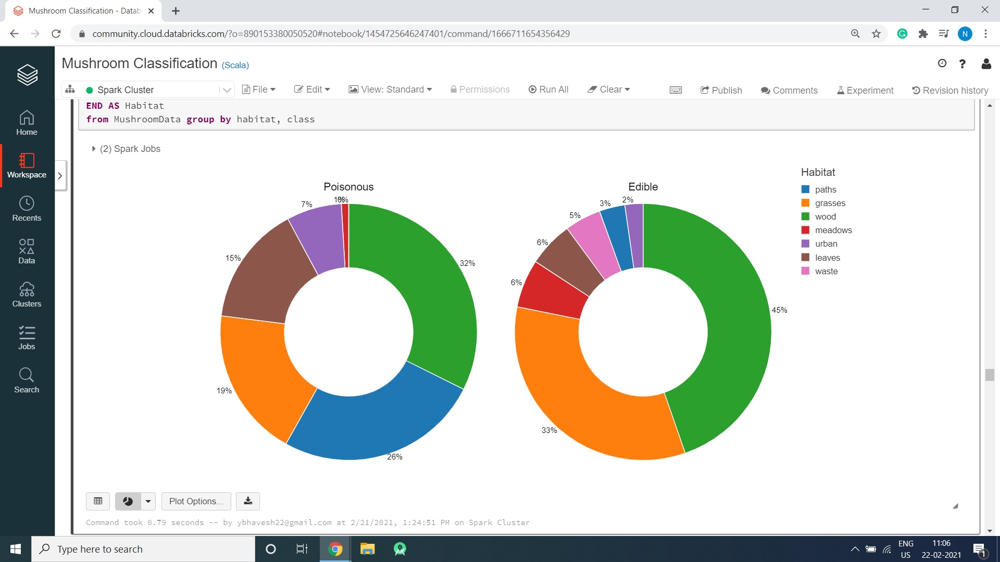 Mushroom Classification - Datab
community.cloud.databricks.com/?o=890153380050520#notebook/1454725646247401/command/1666711654356429
N
Mushroom Classification (Scala)
?
Spark Cluster File Edit View: Standard Permissions Run All Clear Publish Comments Experiment Revision history
Home
Workspace
Recents
Data
Clusters
Jobs
Search
END AS Habitat
from MushroomData group by habitat, class
(2) Spark Jobs
Poisonous
7%
15%
32%
19%
26%
Edible
2%
3%
5%
6%
6%
45%
33%
Habitat
paths
grasses
wood
meadows
urban
leaves
waste
Plot Options...
Command took 0.79 seconds -- by ybhavesh22@gmail.com at 2/21/2021, 1:24:51 PM on Spark Cluster
Type here to search
ENG
US
11:06
22-02-2021
1